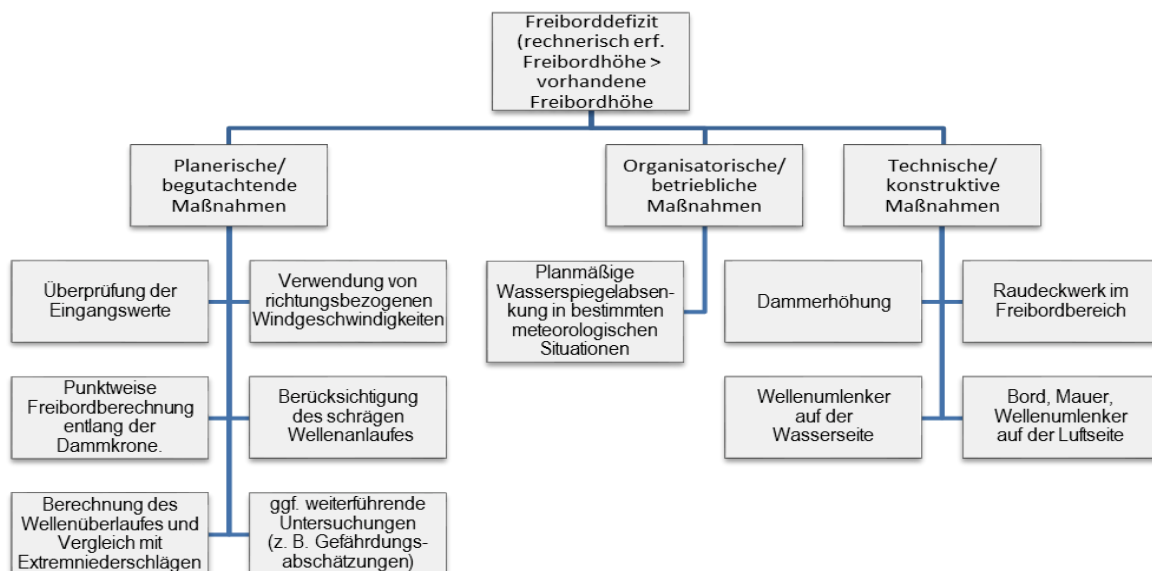 Freiborddefizit
(rechnerisch erf.
Freibordhöhe >
vorhandene
Freibordhöhe
Planerische/
begutachtende
Maßnahmen
Organisatorische/
betriebliche
Maßnahmen
Technische/
konstruktive
Maßnahmen
Überprüfung der
Eingangswerte
Verwendung von
richtungsbezogenen
Windgeschwindigkeiten
Punktweise
Freibordberechnung
entlang der
Dammkrone.
Berücksichtigung
des schrägen
Wellenanlaufes
Berechnung des
Wellenüberlaufes und
Vergleich mit
Extremniederschlägen
ggf. weiterführende
Untersuchungen
(z. B. Gefährdungs-
abschätzungen)
Planmäßige
Wasserspiegelabsen-
kung in bestimmten
meteorologischen
Situationen
Dammerhöhung
Raudeckwerk im
Freibordbereich
Wellenumlenker
auf der
Wasserseite
Bord, Mauer,
Wellenumlenker
auf der Luftseite